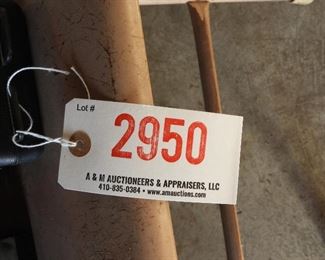 Lot #
2950
A & M AUCTIONEERS & APPRAISERS, LLC
410-835-0384 • www.amauctions.com